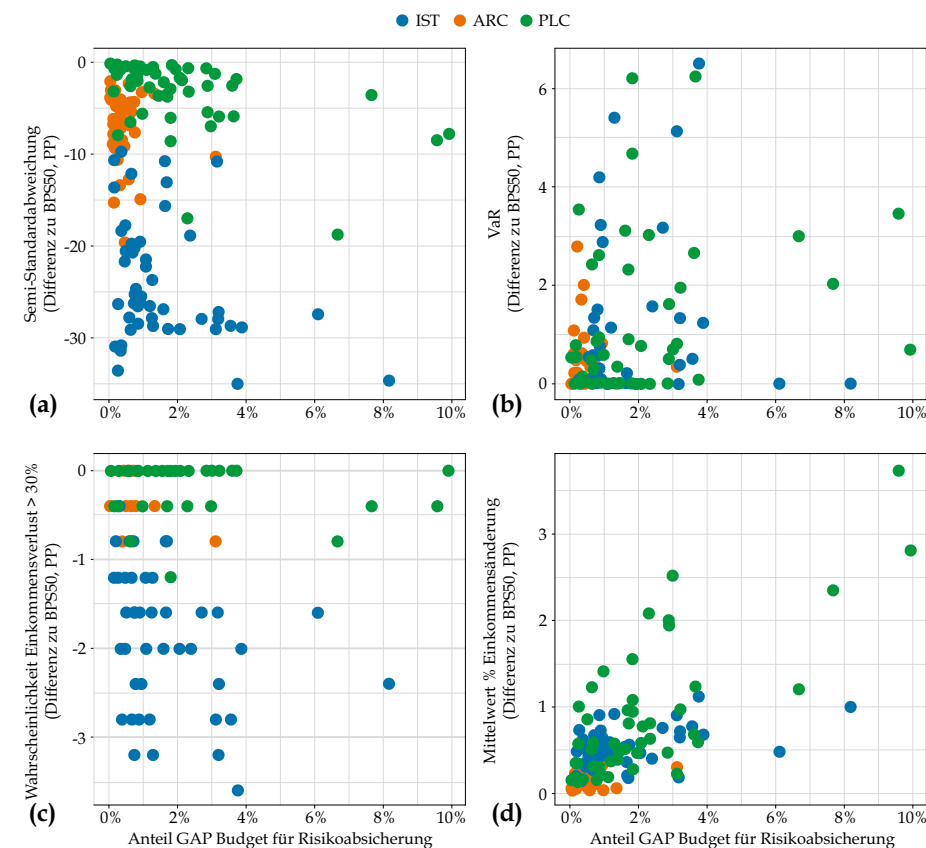 IST ARC PLC
Semi-Standardabweichung
(Differenz zu BPS50, PP)
0
-10
-20
-30
(a)
0% 2% 4% 6% 8% 10%
VaR
(Differenz zu BPS50, PP)
6
4
2
0
(b)
0% 2% 4% 6% 8% 10%
Wahrscheinlichkeit Einkommensverlust > 30%
(Differenz zu BPS50, PP)
0
-1
-2
-3
(c)
0% 2% 4% 6% 8% 10%
Anteil GAP Budget für Risikoabsicherung
Mittelwert % Einkommensänderung
(Differenz zu BPS50, PP)
3
2
1
0
(d)
0% 2% 4% 6% 8% 10%
Anteil GAP Budget für Risikoabsicherung